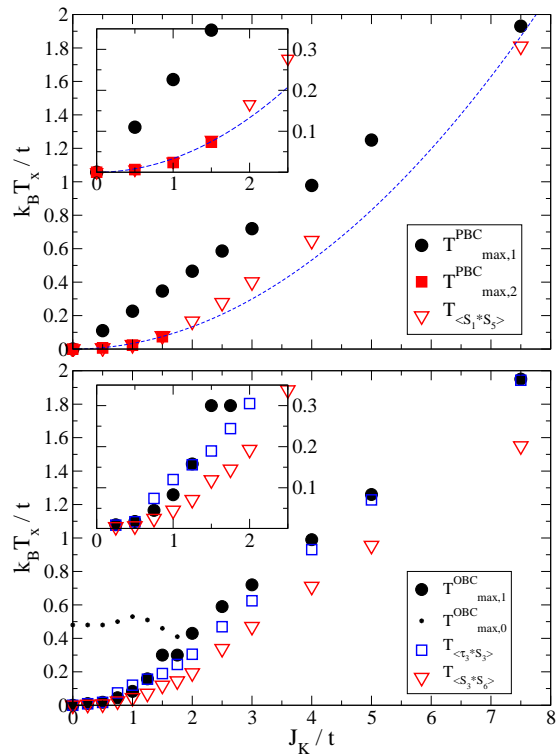 2
1.8
1.6
1.4
1.2
1
0.8
0.6
0.4
0.2
0
k_B T_x / t
0.3
0.2
0.1
0 1 2
T^PBC_max,1
T^PBC_max,2
T_<S_1*S_5>
2
1.8
1.6
1.4
1.2
1
0.8
0.6
0.4
0.2
0
k_B T_x / t
0.3
0.2
0.1
0 1 2
T^OBC_max,1
T^OBC_max,0
T_<τ_3*S_3>
T_<S_3*S_6>
0 1 2 3 4 5 6 7 8
J_K / t